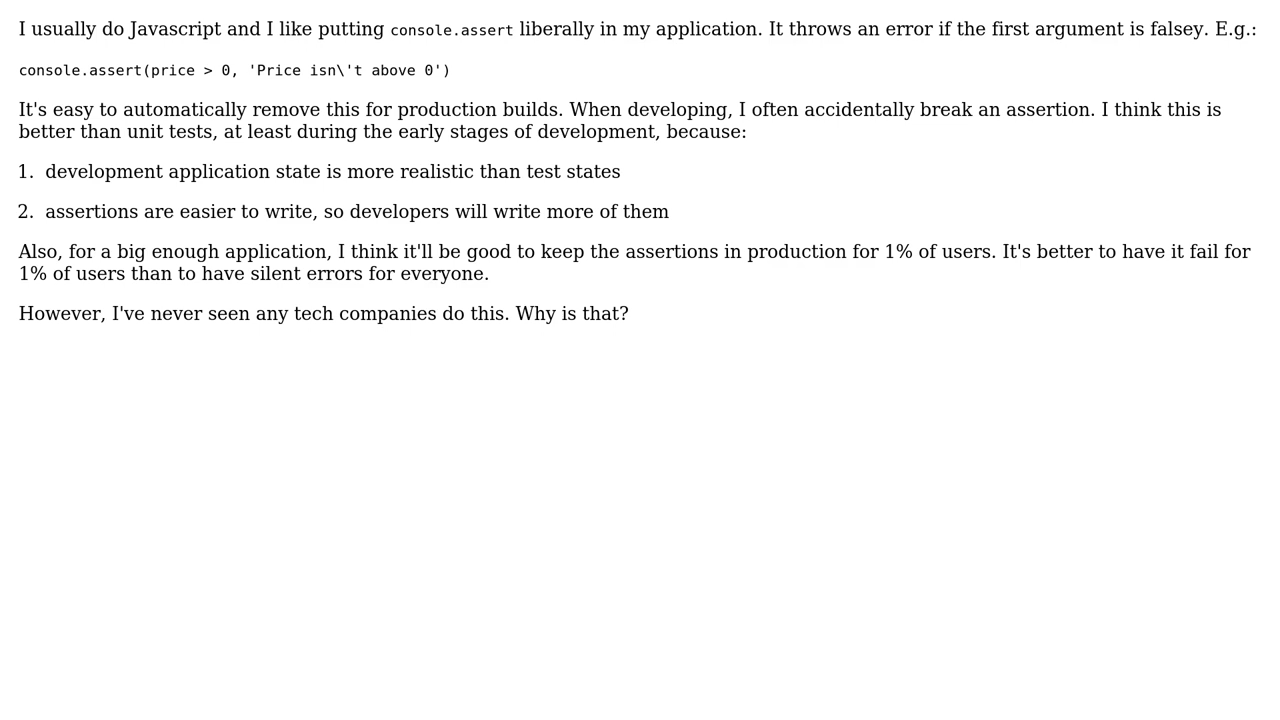 I usually do Javascript and I like putting console.assert liberally in my application. It throws an error if the first argument is falsey. E.g.:
console.assert(price > 0, 'Price isn\'t above 0')
It's easy to automatically remove this for production builds. When developing, I often accidentally break an assertion. I think this is
better than unit tests, at least during the early stages of development, because:
1. development application state is more realistic than test states
2. assertions are easier to write, so developers will write more of them
Also, for a big enough application, I think it'll be good to keep the assertions in production for 1% of users. It's better to have it fail for
1% of users than to have silent errors for everyone.
However, I've never seen any tech companies do this. Why is that?